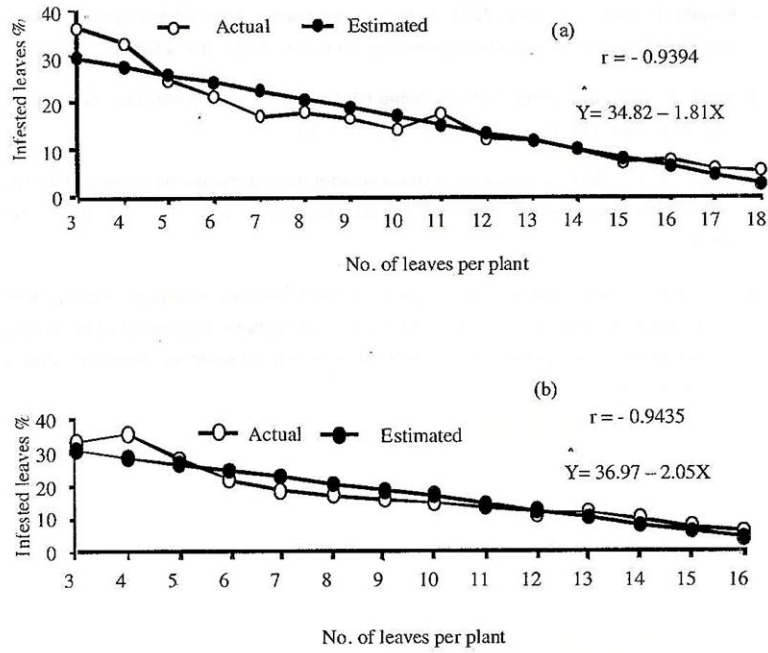 40
Actual
Estimated
(a)
r = - 0.9394
^
Y= 34.82 – 1.81X
30
20
10
0
Infested leaves %
3 4 5 6 7 8 9 10 11 12 13 14 15 16 17 18
No. of leaves per plant
(b)
40
Actual
Estimated
r = - 0.9435
^
Y= 36.97 – 2.05X
30
20
10
0
Infested leaves %
3 4 5 6 7 8 9 10 11 12 13 14 15 16
No. of leaves per plant